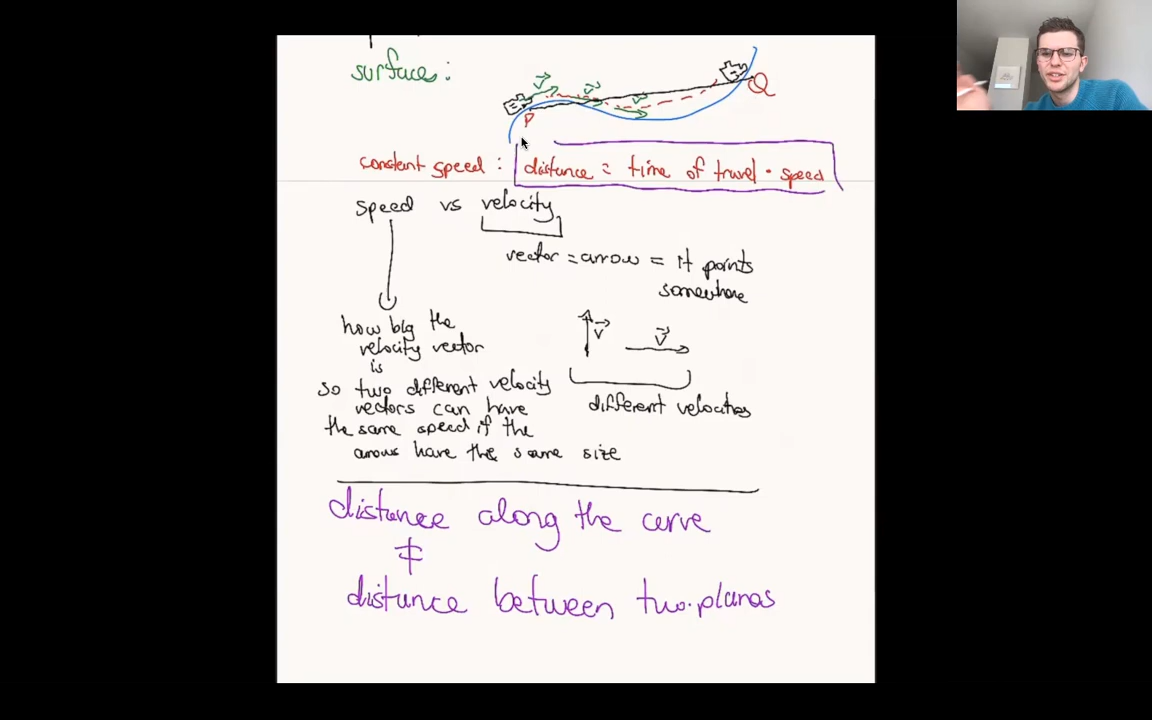 surfaces:
v v v
P Q
constant speed: distance = time of travel · speed
speed vs velocity
vector = arrow = it points
somewhere
how big the
velocity vector
is
v v
so two different velocity
vectors can have
the same speed if the
arrows have the same size
different velocities
distance along the curve
≠
distance between two planes